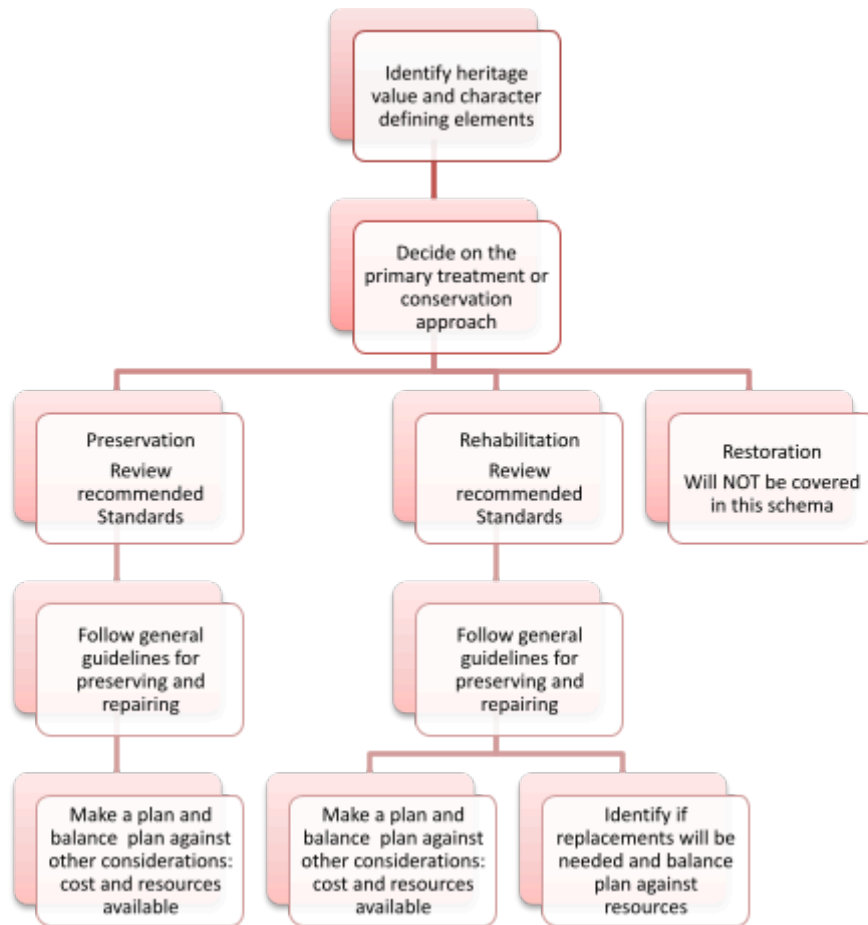 Identify heritage
value and character
defining elements
Decide on the
primary treatment or
conservation
approach
Preservation
Review
recommended
Standards
Rehabilitation
Review
recommended
Standards
Restoration
Will NOT be covered
in this schema
Follow general
guidelines for
preserving and
repairing
Follow general
guidelines for
preserving and
repairing
Make a plan and
balance plan against
other considerations:
cost and resources
available
Make a plan and
balance plan against
other considerations:
cost and resources
available
Identify if
replacements will be
needed and balance
plan against
resources